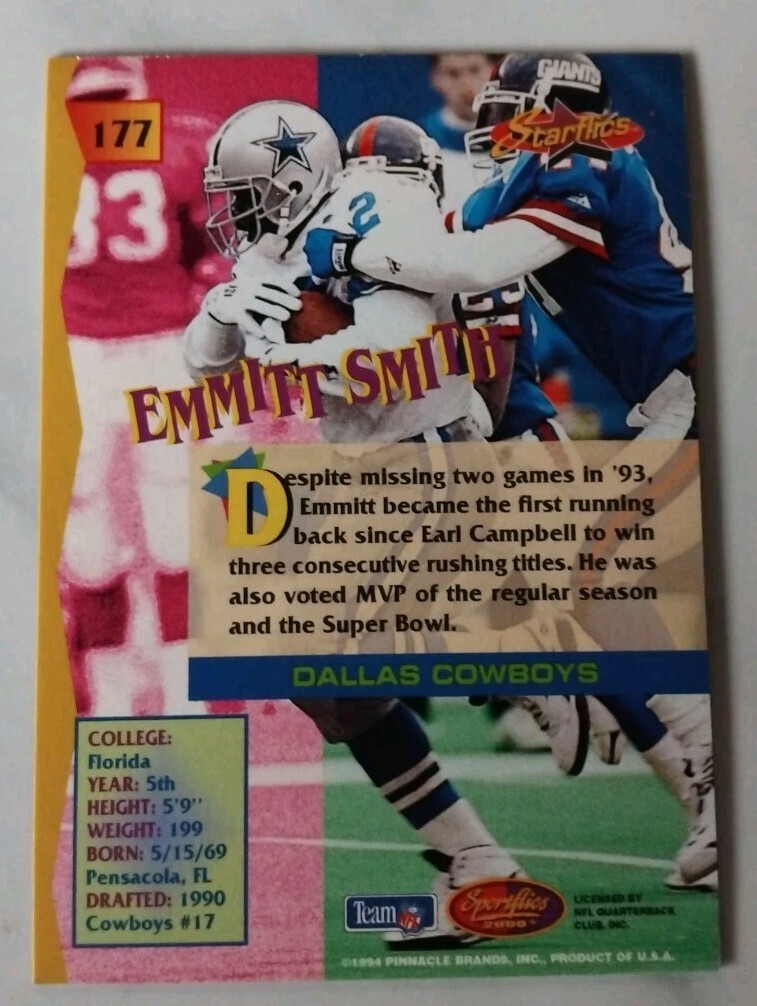 177
GIANTS
Starflics
33
2
EMMITT SMITH
Despite missing two games in '93,
Emmitt became the first running
back since Earl Campbell to win
three consecutive rushing titles. He was
also voted MVP of the regular season
and the Super Bowl.
DALLAS COWBOYS
COLLEGE:
Florida
YEAR: 5th
HEIGHT: 5'9"
WEIGHT: 199
BORN: 5/15/69
Pensacola, FL
DRAFTED: 1990
Cowboys #17
Team NFL
Sportflics
2000
LICENSED BY
NFL QUARTERBACK
CLUB, INC.
©1994 PINNACLE BRANDS, INC., PRODUCT OF U.S.A.